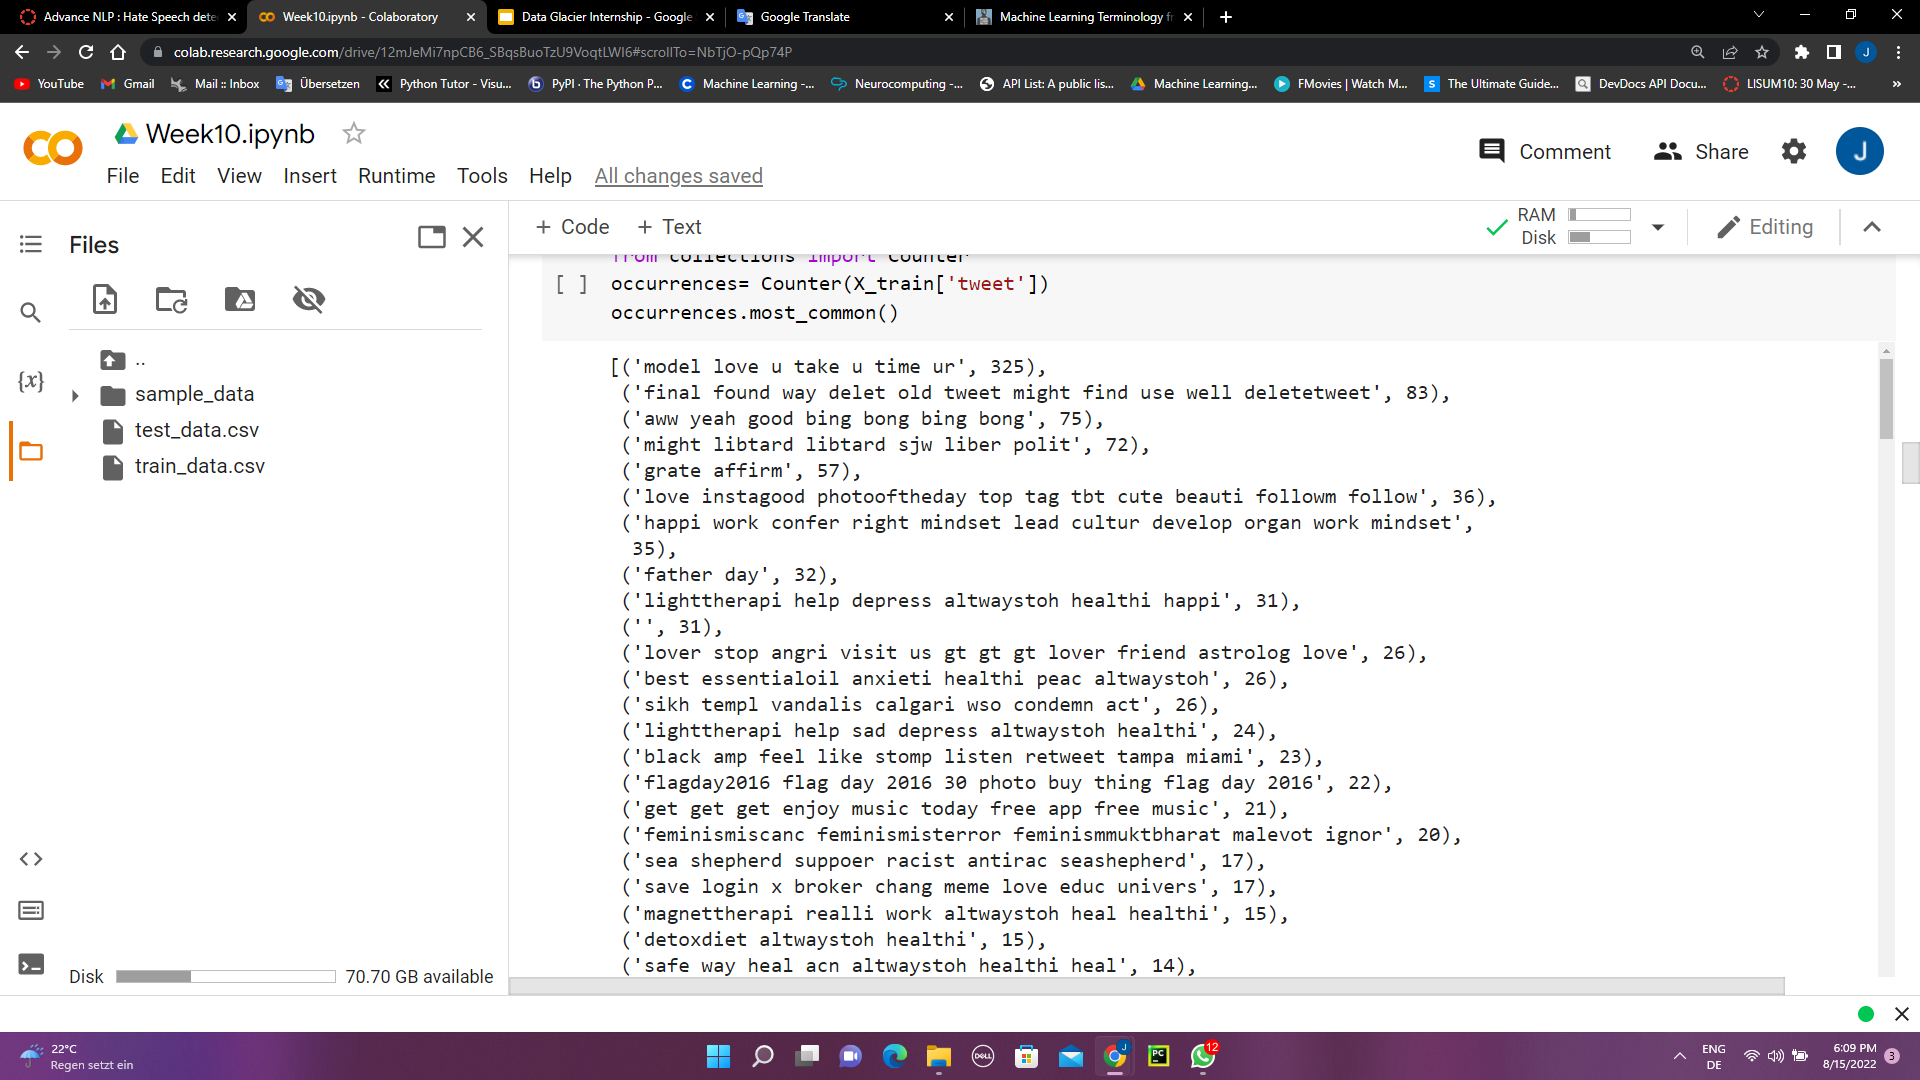 Advance NLP : Hate Speech dete
Week10.ipynb - Colaboratory
Data Glacier Internship - Google
Google Translate
Machine Learning Terminology f
colab.research.google.com/drive/12mJeMi7npCB6_SBqsBuoTzU9VoqtLWI6#scrollTo=NbTjO-pQp74P
J
YouTube
Gmail
Mail :: Inbox
Übersetzen
Python Tutor - Visu...
PyPI · The Python P...
Machine Learning -...
Neurocomputing -...
API List: A public lis...
Machine Learning...
FMovies | Watch M...
The Ultimate Guide...
DevDocs API Docu...
LISUM10: 30 May -...
»
Week10.ipynb
Comment
Share
J
File Edit View Insert Runtime Tools Help All changes saved
Files
+ Code + Text
RAM
Disk
Editing
{x}
..
sample_data
test_data.csv
train_data.csv
from collections import Counter
[ ] occurrences= Counter(X_train['tweet'])
occurrences.most_common()
[('model love u take u time ur', 325),
('final found way delet old tweet might find use well deletetweet', 83),
('aww yeah good bing bong bing bong', 75),
('might libtard libtard sjw liber polit', 72),
('grate affirm', 57),
('love instagood photooftheday top tag tbt cute beauti followm follow', 36),
('happi work confer right mindset lead cultur develop organ work mindset',
35),
('father day', 32),
('lighttherapi help depress altwaystoh healthi happi', 31),
('', 31),
('lover stop angri visit us gt gt gt lover friend astrolog love', 26),
('best essentialoil anxieti healthi peac altwaystoh', 26),
('sikh templ vandalis calgari wso condemn act', 26),
('lighttherapi help sad depress altwaystoh healthi', 24),
('black amp feel like stomp listen retweet tampa miami', 23),
('flagday2016 flag day 2016 30 photo buy thing flag day 2016', 22),
('get get get enjoy music today free app free music', 21),
('feminismiscanc feminismisterror feminismmuktbharat malevot ignor', 20),
('sea shepherd suppoer racist antirac seashepherd', 17),
('save login x broker chang meme love educ univers', 17),
('magnettherapi realli work altwaystoh heal healthi', 15),
('detoxdiet altwaystoh healthi', 15),
('safe way heal acn altwaystoh healthi heal', 14),
Disk
70.70 GB available
22°C
Regen setzt ein
DELL
J
PC
12
ENG
DE
6:09 PM
8/15/2022
3